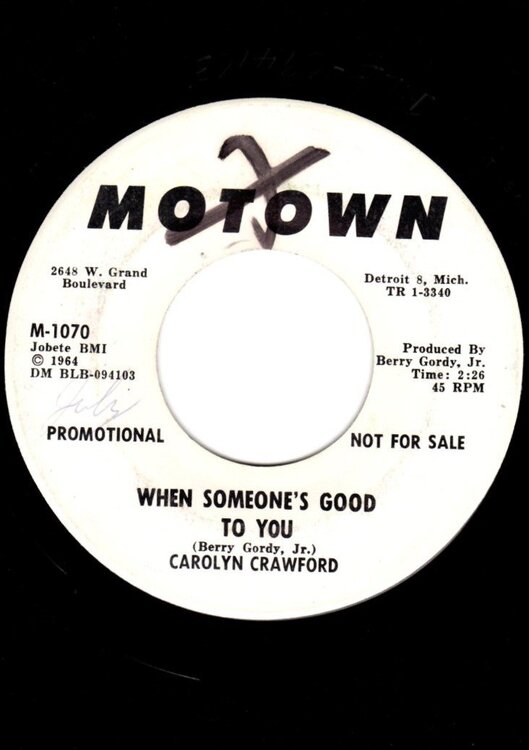 MOTOWN
2648 W. Grand
Boulevard
Detroit 8, Mich.
TR 1-3340
M-1070
Jobete BMI
© 1964
DM BLB-094103
Produced By
Berry Gordy, Jr.
Time: 2:26
45 RPM
PROMOTIONAL
NOT FOR SALE
WHEN SOMEONE'S GOOD
TO YOU
(Berry Gordy, Jr.)
CAROLYN CRAWFORD